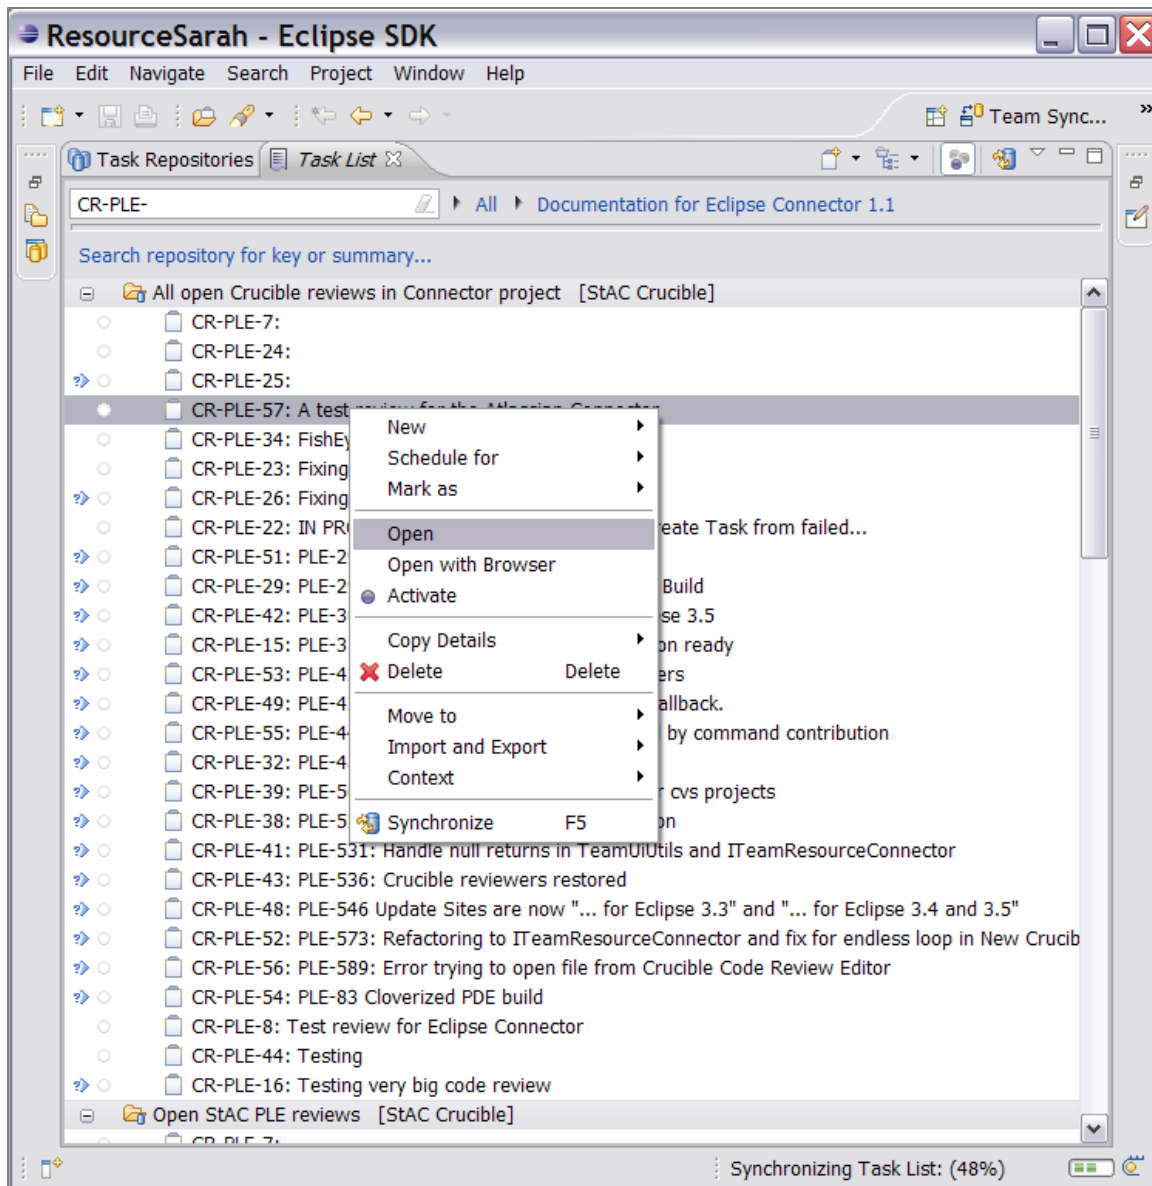 ResourceSarah - Eclipse SDK
File Edit Navigate Search Project Window Help
Team Sync... »
Task Repositories Task List
CR-PLE- All Documentation for Eclipse Connector 1.1
Search repository for key or summary...
All open Crucible reviews in Connector project [StAC Crucible]
CR-PLE-7:
CR-PLE-24:
CR-PLE-25:
CR-PLE-57: A test review for the Atlassian Connector
CR-PLE-34: FishEy
CR-PLE-23: Fixing
CR-PLE-26: Fixing
CR-PLE-22: IN PRO eate Task from failed...
CR-PLE-51: PLE-2
CR-PLE-29: PLE-2 Build
CR-PLE-42: PLE-3 se 3.5
CR-PLE-15: PLE-3 on ready
CR-PLE-53: PLE-4 ers
CR-PLE-49: PLE-4 allback.
CR-PLE-55: PLE-4 by command contribution
CR-PLE-32: PLE-4
CR-PLE-39: PLE-5 r cvs projects
CR-PLE-38: PLE-5 on
CR-PLE-41: PLE-531: Handle null returns in TeamUiUtils and ITeamResourceConnector
CR-PLE-43: PLE-536: Crucible reviewers restored
CR-PLE-48: PLE-546 Update Sites are now "... for Eclipse 3.3" and "... for Eclipse 3.4 and 3.5"
CR-PLE-52: PLE-573: Refactoring to ITeamResourceConnector and fix for endless loop in New Crucib
CR-PLE-56: PLE-589: Error trying to open file from Crucible Code Review Editor
CR-PLE-54: PLE-83 Cloverized PDE build
CR-PLE-8: Test review for Eclipse Connector
CR-PLE-44: Testing
CR-PLE-16: Testing very big code review
Open StAC PLE reviews [StAC Crucible]
CR-PLE-7:
New
Schedule for
Mark as
Open
Open with Browser
Activate
Copy Details
Delete Delete
Move to
Import and Export
Context
Synchronize F5
Synchronizing Task List: (48%)